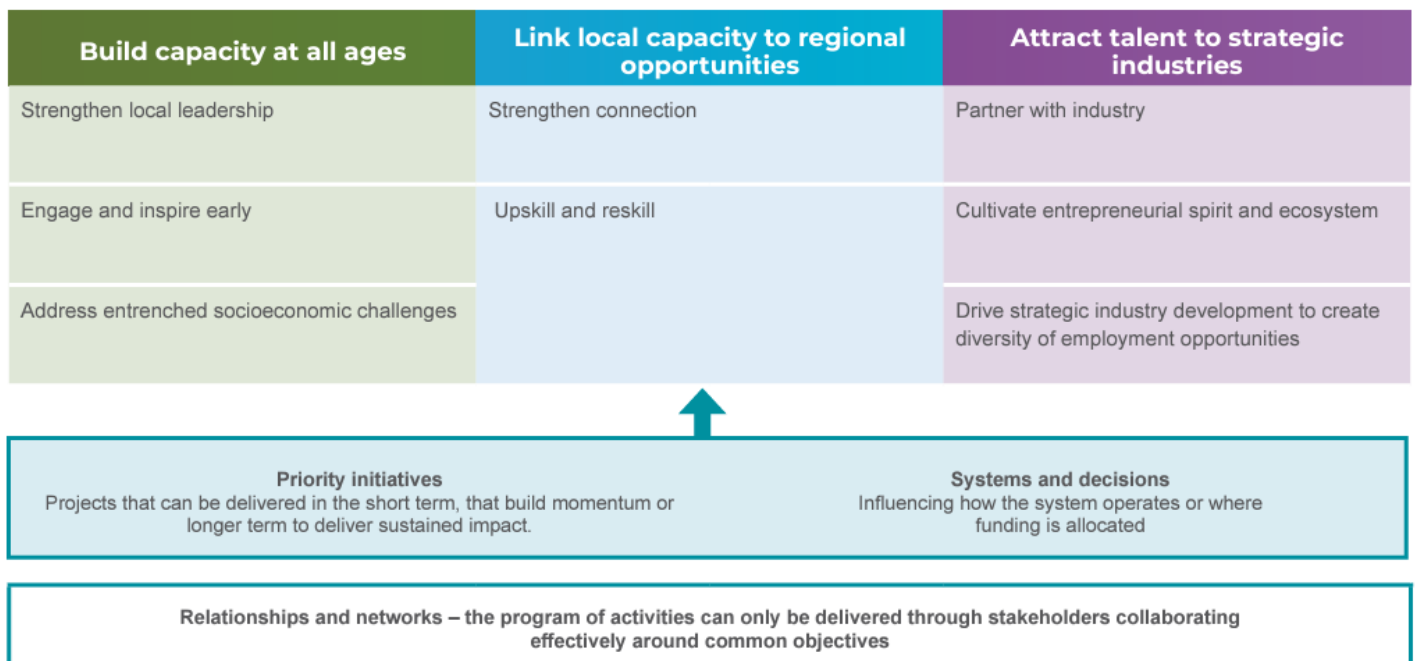 Build capacity at all ages
Link local capacity to regional
opportunities
Attract talent to strategic
industries
Strengthen local leadership
Strengthen connection
Partner with industry
Engage and inspire early
Upskill and reskill
Cultivate entrepreneurial spirit and ecosystem
Address entrenched socioeconomic challenges
Drive strategic industry development to create
diversity of employment opportunities
Priority initiatives
Projects that can be delivered in the short term, that build momentum or
longer term to deliver sustained impact.
Systems and decisions
Influencing how the system operates or where
funding is allocated
Relationships and networks – the program of activities can only be delivered through stakeholders collaborating
effectively around common objectives